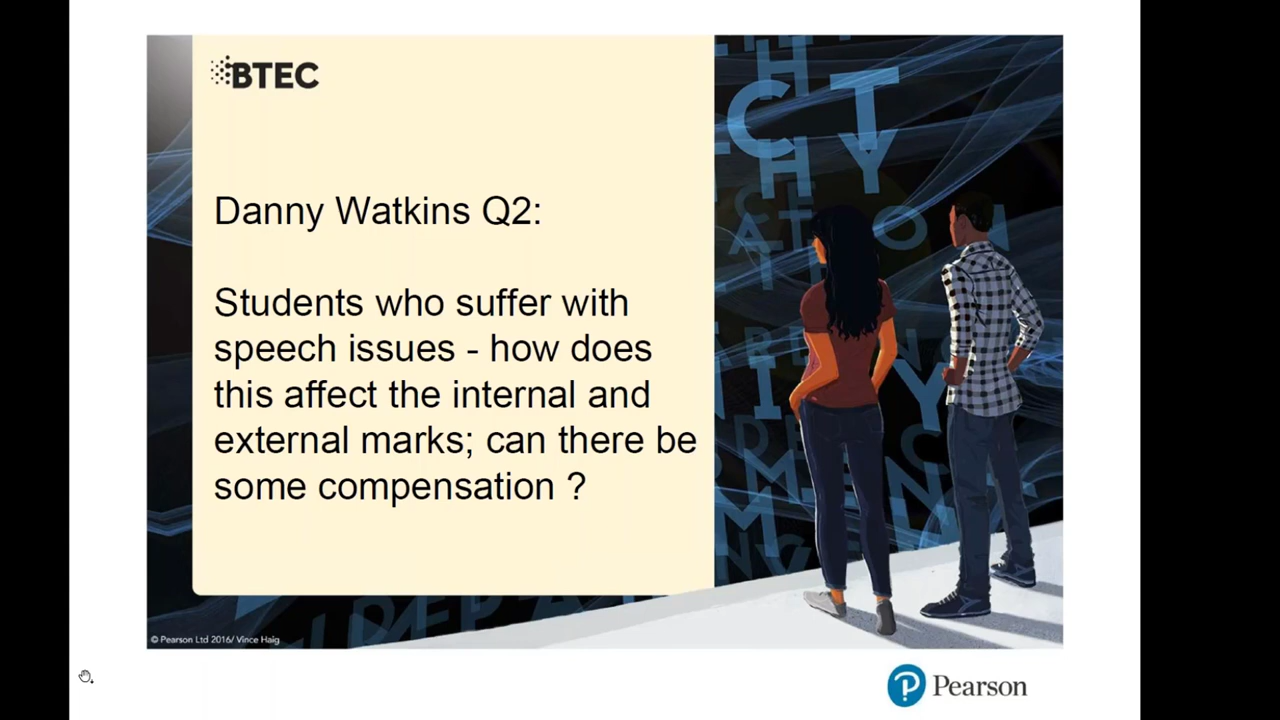 BTEC
Danny Watkins Q2:
Students who suffer with
speech issues - how does
this affect the internal and
external marks; can there be
some compensation ?
© Pearson Ltd 2016/ Vince Haig
Pearson